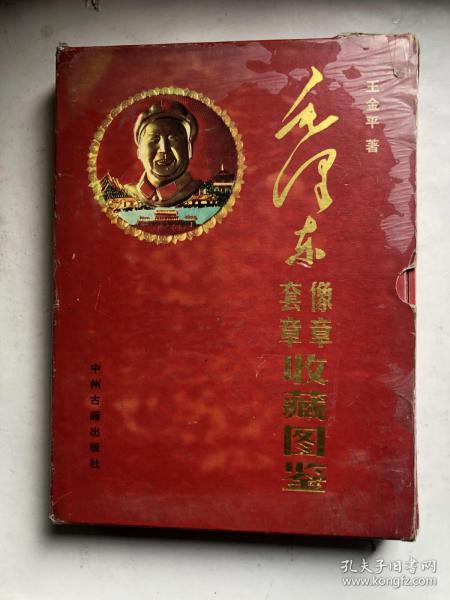 王金平 著
毛泽东
像章
套章
收藏图鉴
中州古籍出版社
孔夫子旧书网
www.kongfz.com